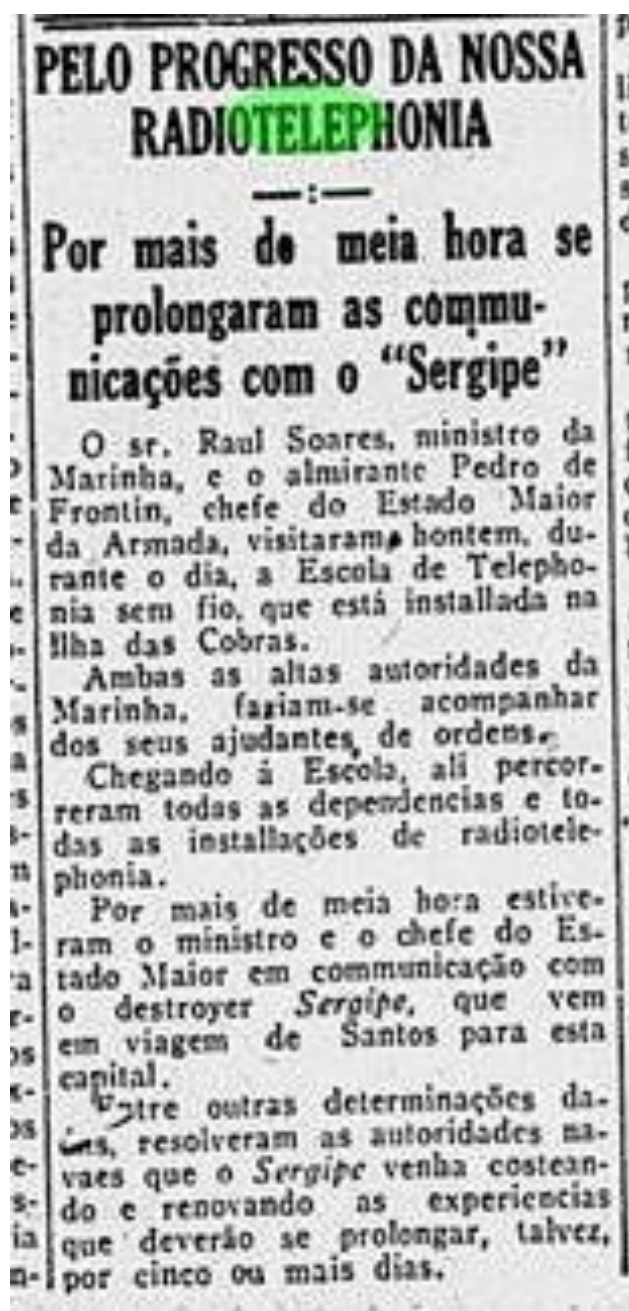 PELO PROGRESSO DA NOSSA
RADIOTELEPHONIA
Por mais de meia hora se
prolongaram as commu-
nicações com o "Sergipe"
O sr. Raul Soares, ministro da
Marinha, e o almirante Pedro de
Frontin, chefe do Estado Maior
da Armada, visitaram, hontem, du-
rante o dia, a Escola de Telepho-
nia sem fio, que está installada na
Ilha das Cobras.
Ambas as altas autoridades da
Marinha, faziam-se acompanhar
dos seus ajudantes, de ordens.
Chegando á Escola, alí percor-
reram todas as dependencias e to-
das as installações de radiotele-
phonia.
Por mais de meia hora estive-
ram o ministro e o chefe do Es-
tado Maior em communicação com
o destroyer Sergipe, que vem
em viagem de Santos para esta
capital.
Entre outras determinações da-
das, resolveram as autoridades na-
vaes que o Sergipe venha costean-
do e renovando as experiencias
que deverão se prolongar, talvez,
por cinco ou mais dias.